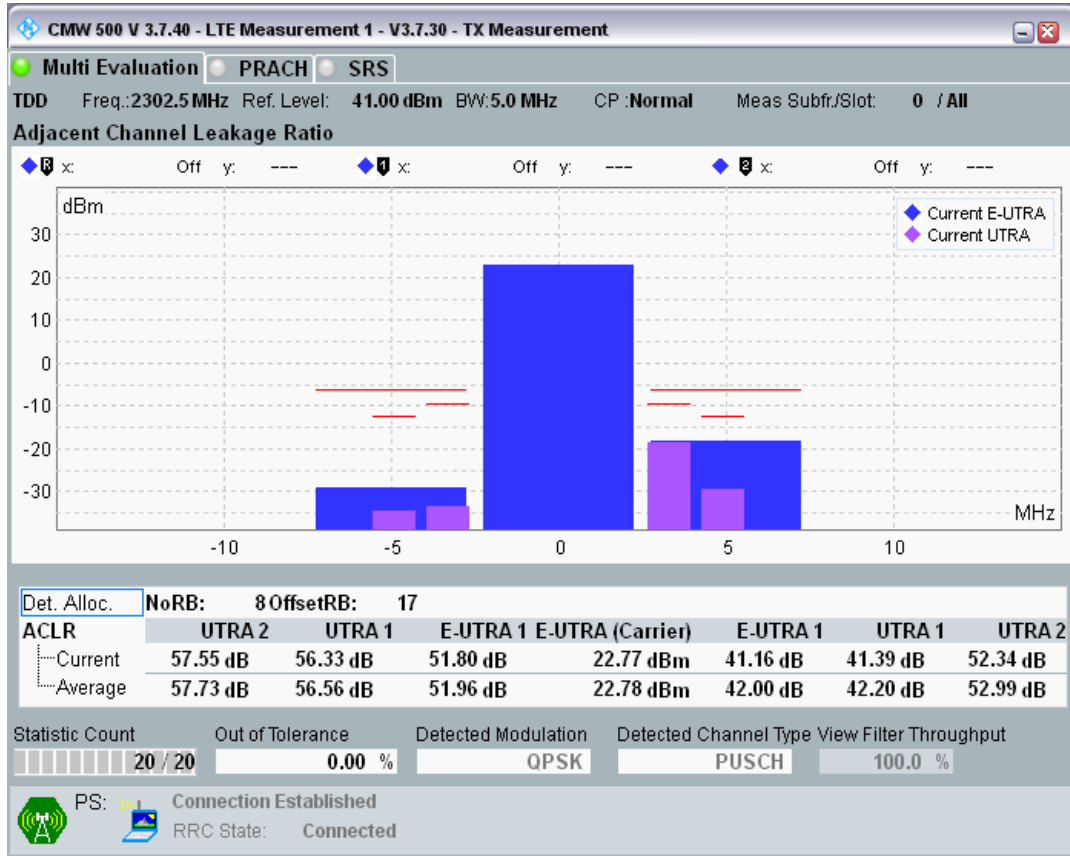 CMW 500 V 3.7.40 - LTE Measurement 1 - V3.7.30 - TX Measurement
Multi Evaluation PRACH SRS
TDD Freq.:2302.5 MHz Ref. Level: 41.00 dBm BW:5.0 MHz CP :Normal Meas Subfr./Slot: 0 / All
Adjacent Channel Leakage Ratio
R x: Off y: --- 1 x: Off y: --- 2 x: Off y: ---
dBm
Current E-UTRA
Current UTRA
30
20
10
0
-10
-20
-30
MHz
-10 -5 0 5 10
Det. Alloc. NoRB: 8 OffsetRB: 17
ACLR UTRA 2 UTRA 1 E-UTRA 1 E-UTRA (Carrier) E-UTRA 1 UTRA 1 UTRA 2
Current 57.55 dB 56.33 dB 51.80 dB 22.77 dBm 41.16 dB 41.39 dB 52.34 dB
Average 57.73 dB 56.56 dB 51.96 dB 22.78 dBm 42.00 dB 42.20 dB 52.99 dB
Statistic Count Out of Tolerance Detected Modulation Detected Channel Type View Filter Throughput
20 / 20 0.00 % QPSK PUSCH 100.0 %
PS: Connection Established
RRC State: Connected